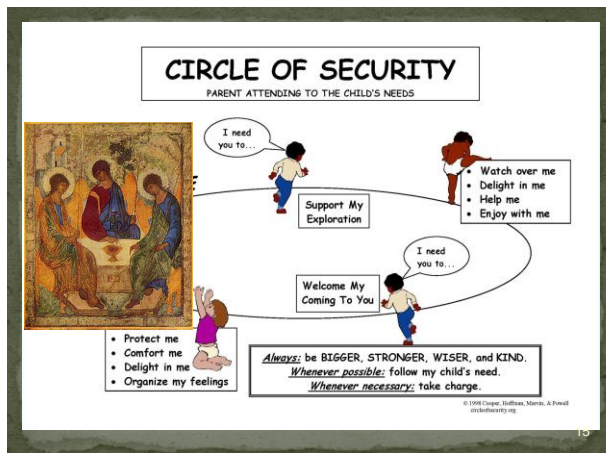 CIRCLE OF SECURITY
PARENT ATTENDING TO THE CHILD'S NEEDS
I need
you to...
• Watch over me
• Delight in me
• Help me
• Enjoy with me
Support My
Exploration
I need
you to...
Welcome My
Coming To You
• Protect me
• Comfort me
• Delight in me
• Organize my feelings
Always: be BIGGER, STRONGER, WISER, and KIND.
Whenever possible: follow my child's need.
Whenever necessary: take charge.
© 1998 Cooper, Hoffman, Marvin, & Powell
circleofsecurity.org
15